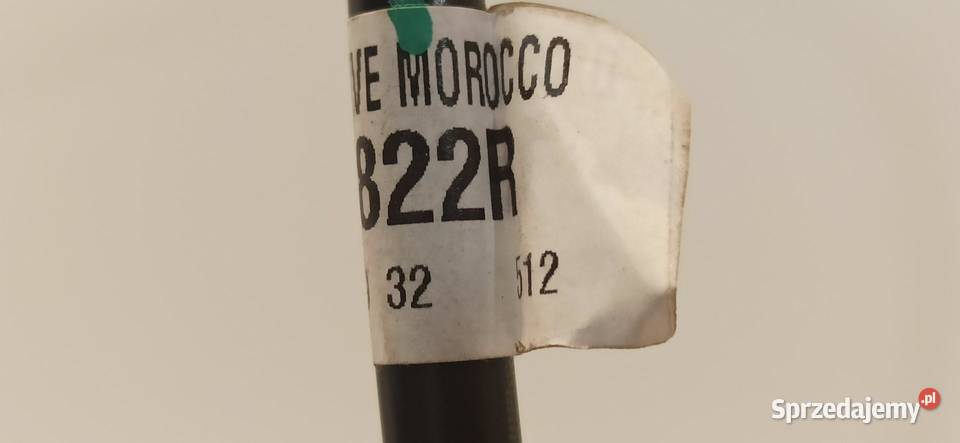 VE MOROCCO
822R
32 512
Sprzedajemy.pl